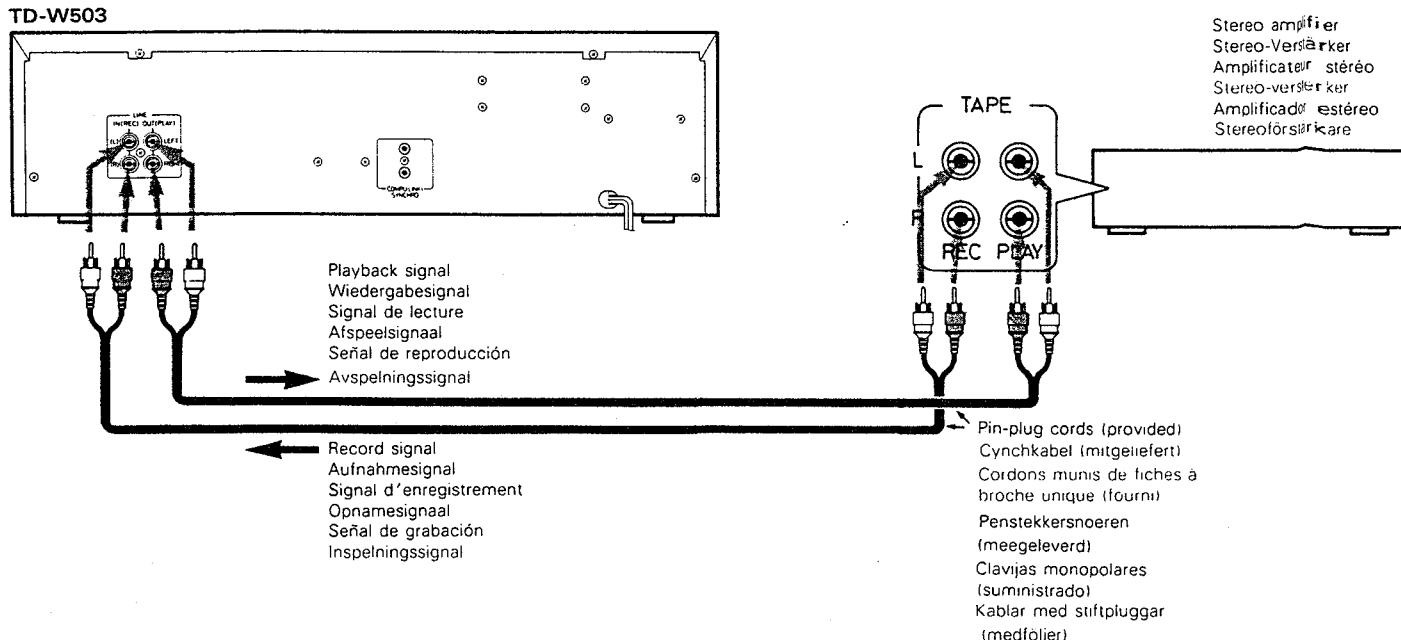 TD-W503
Stereo amplifier
Stereo-Verstärker
Amplificateur stéréo
Stereo-versterker
Amplificador estéreo
Stereoförstärkare
LINE
IN(REC) OUT(PLAY)
LEFT
COMPULINK
SYNCHRO
TAPE
L
R
REC PLAY
Playback signal
Wiedergabesignal
Signal de lecture
Afspeelsignaal
Señal de reproducción
Avspelningssignal
Record signal
Aufnahmesignal
Signal d'enregistrement
Opnamesignaal
Señal de grabación
Inspelningssignal
Pin-plug cords (provided)
Cynchkabel (mitgeliefert)
Cordons munis de fiches à
broche unique (fourni)
Penstekkersnoeren
(meegeleverd)
Clavijas monopolares
(suministrado)
Kablar med stiftpluggar
(medföljer)